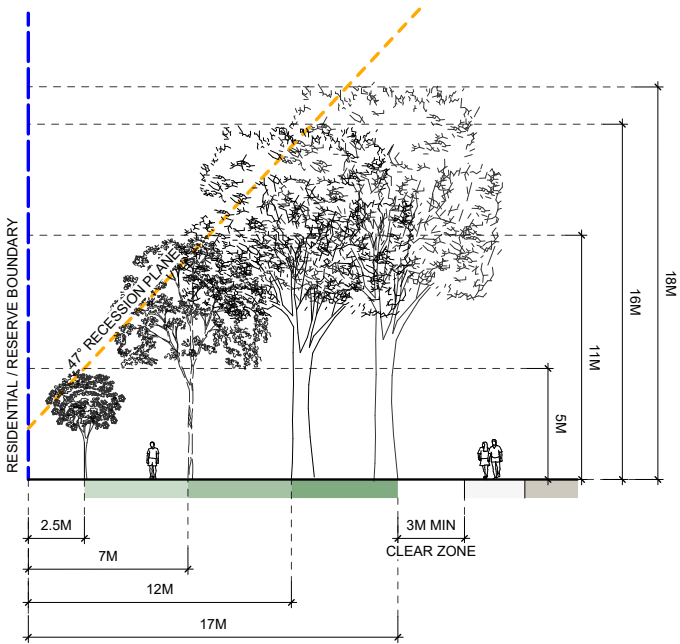 RESIDENTIAL / RESERVE BOUNDARY
47° RECESSION PLANE
18M
16M
11M
5M
2.5M
3M MIN
CLEAR ZONE
7M
12M
17M